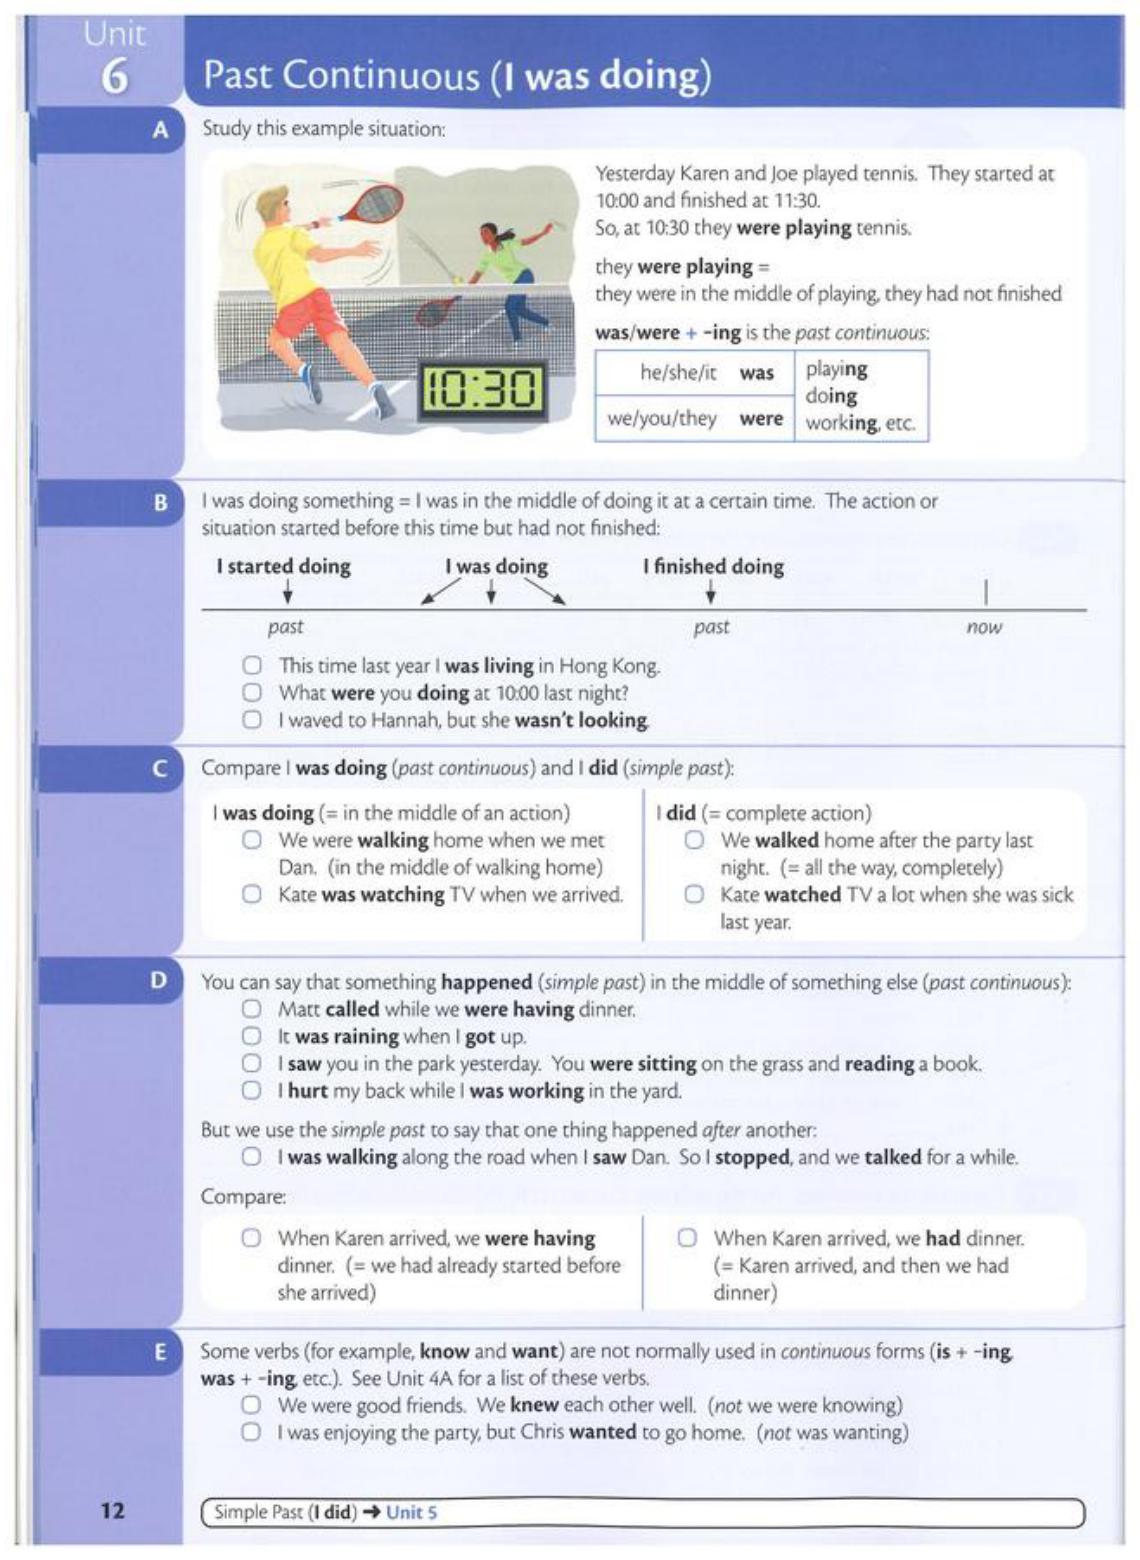 Unit
6
Past Continuous (I was doing)
A
Study this example situation:
Yesterday Karen and Joe played tennis. They started at
10:00 and finished at 11:30.
So, at 10:30 they were playing tennis.
they were playing =
they were in the middle of playing, they had not finished
was/were + -ing is the past continuous:
he/she/it was
we/you/they were
playing
doing
working, etc.
10:30
B
I was doing something = I was in the middle of doing it at a certain time. The action or
situation started before this time but had not finished:
I started doing I was doing I finished doing
past past now
This time last year I was living in Hong Kong.
What were you doing at 10:00 last night?
I waved to Hannah, but she wasn't looking.
C
Compare I was doing (past continuous) and I did (simple past):
I was doing (= in the middle of an action)
We were walking home when we met
Dan. (in the middle of walking home)
Kate was watching TV when we arrived.
I did (= complete action)
We walked home after the party last
night. (= all the way, completely)
Kate watched TV a lot when she was sick
last year.
D
You can say that something happened (simple past) in the middle of something else (past continuous):
Matt called while we were having dinner.
It was raining when I got up.
I saw you in the park yesterday. You were sitting on the grass and reading a book.
I hurt my back while I was working in the yard.
But we use the simple past to say that one thing happened after another:
I was walking along the road when I saw Dan. So I stopped, and we talked for a while.
Compare:
When Karen arrived, we were having
dinner. (= we had already started before
she arrived)
When Karen arrived, we had dinner.
(= Karen arrived, and then we had
dinner)
E
Some verbs (for example, know and want) are not normally used in continuous forms (is + -ing,
was + -ing, etc.). See Unit 4A for a list of these verbs.
We were good friends. We knew each other well. (not we were knowing)
I was enjoying the party, but Chris wanted to go home. (not was wanting)
12
Simple Past (I did) ➜ Unit 5